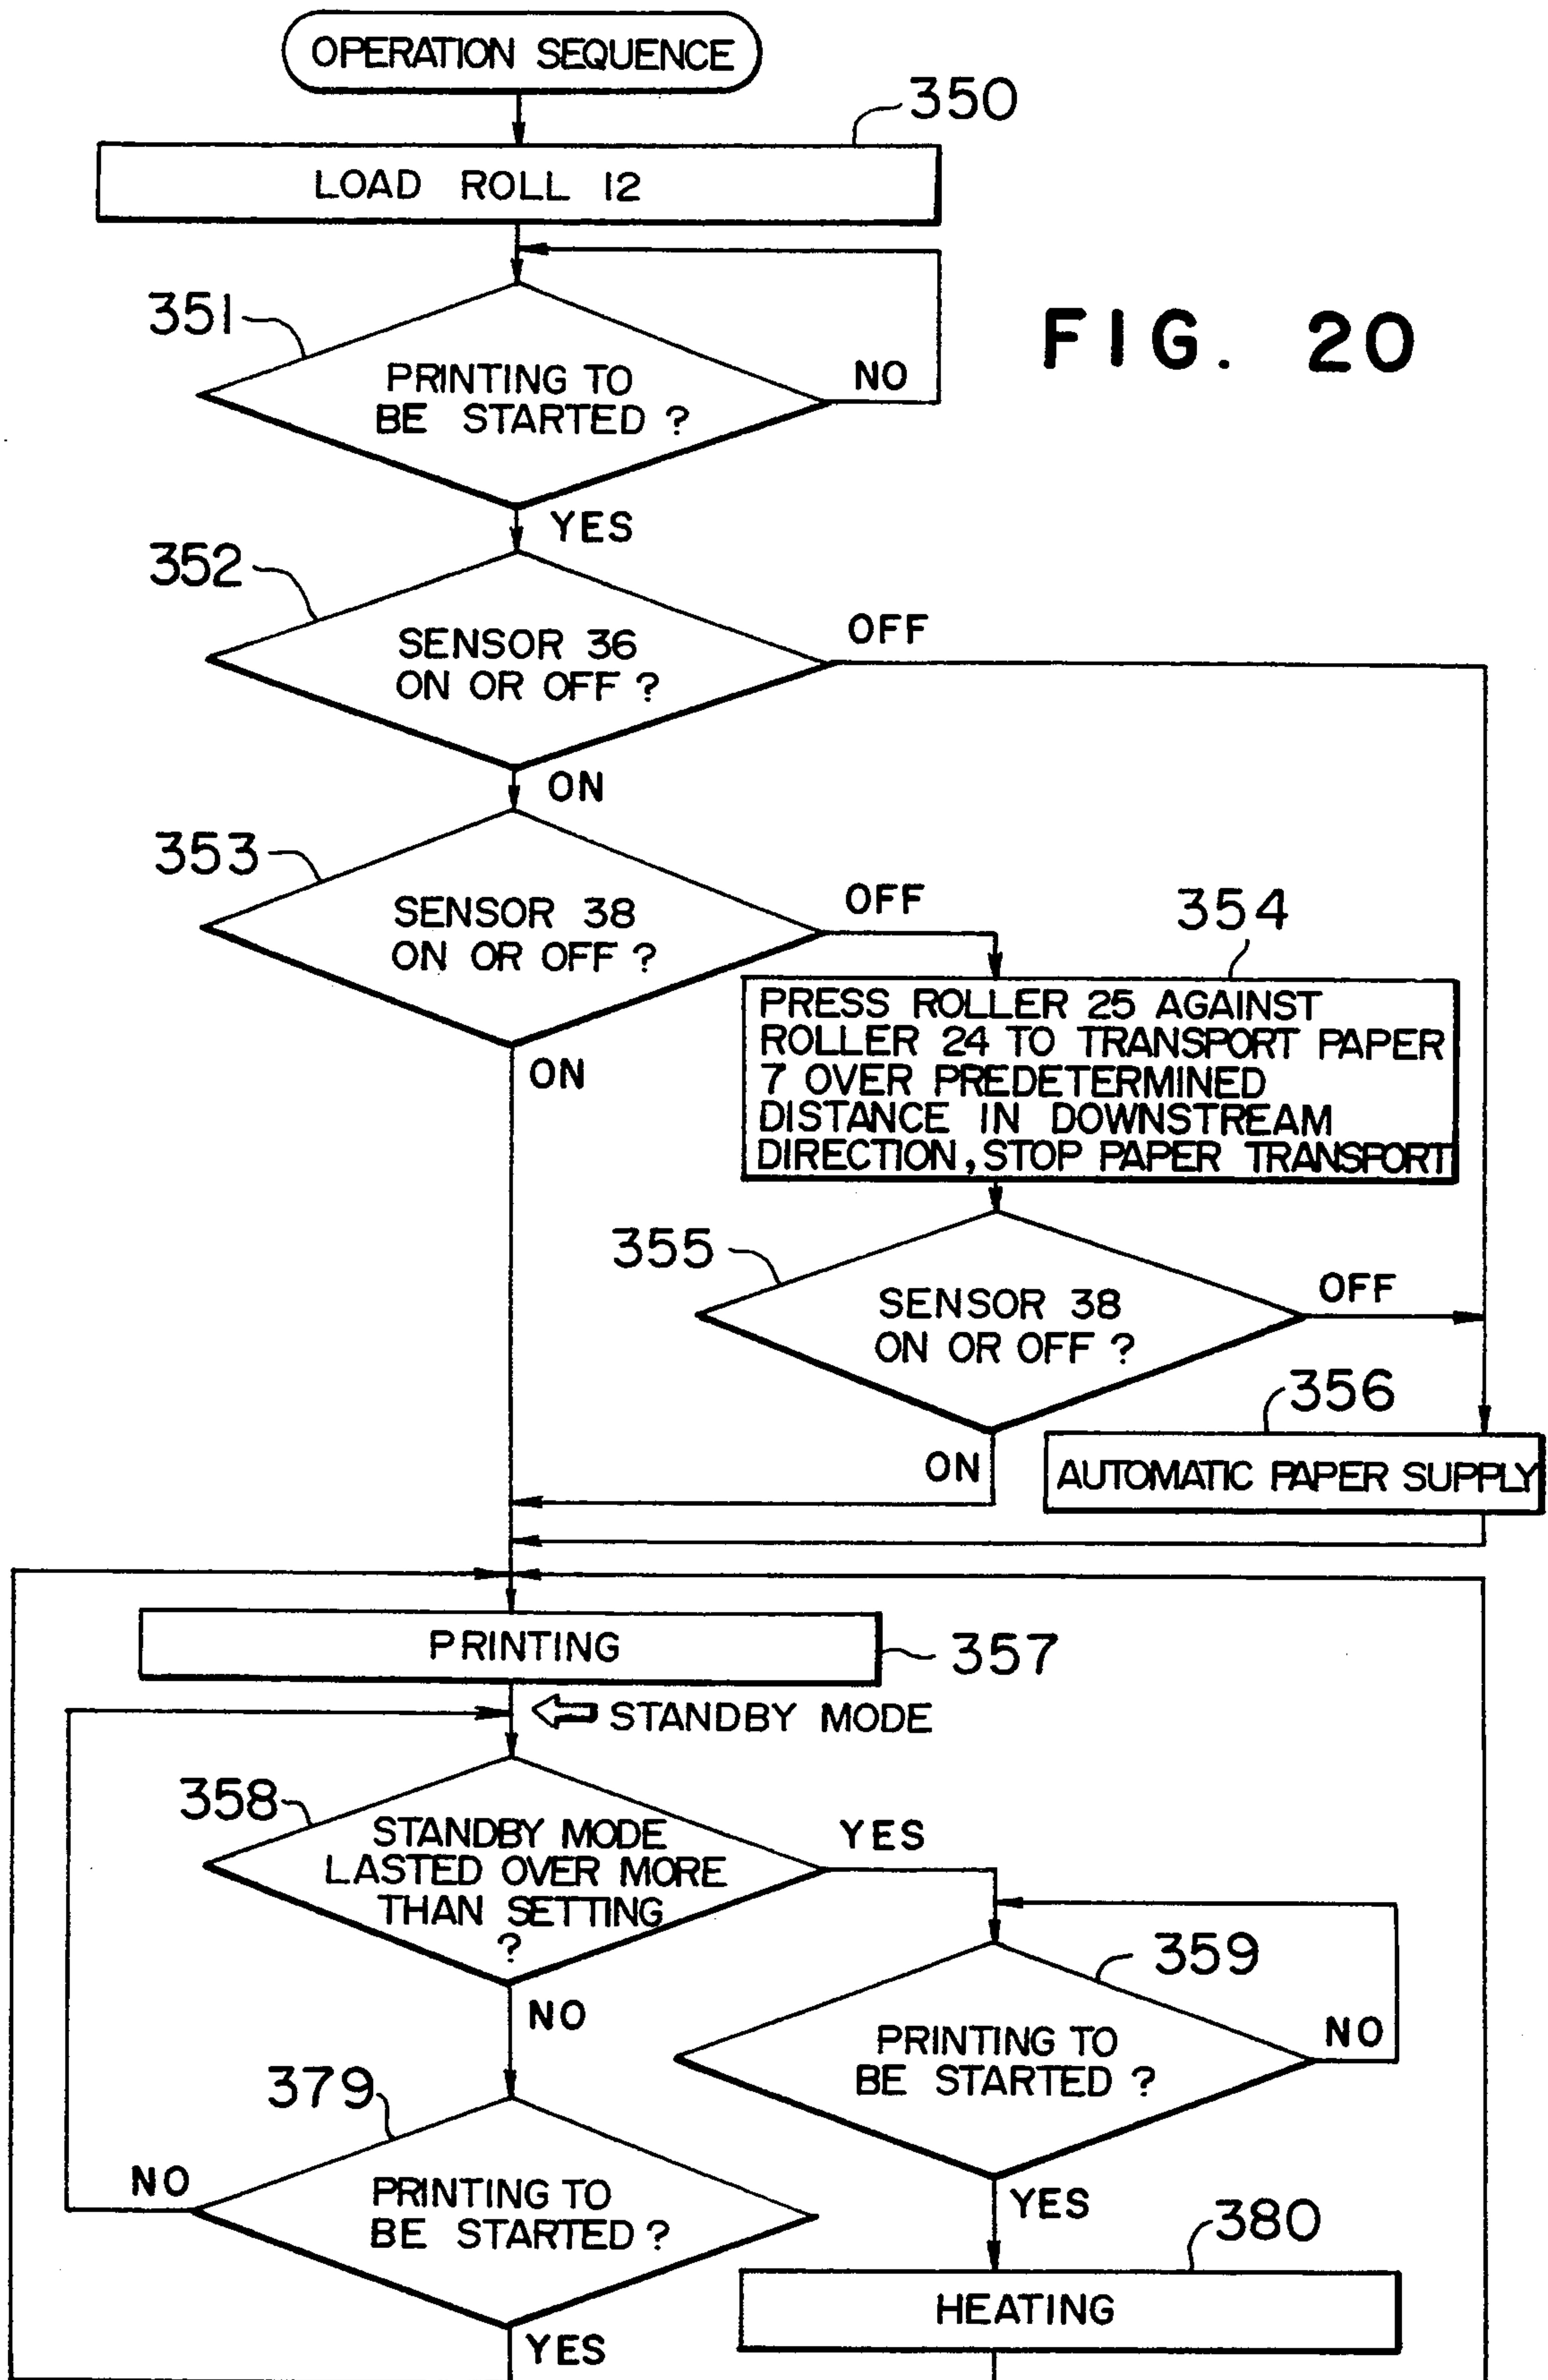 OPERATION SEQUENCE
350
LOAD ROLL 12
FIG. 20
351
PRINTING TO
BE STARTED ?
NO
YES
352
SENSOR 36
ON OR OFF ?
OFF
ON
353
SENSOR 38
ON OR OFF ?
OFF
ON
354
PRESS ROLLER 25 AGAINST
ROLLER 24 TO TRANSPORT PAPER
7 OVER PREDETERMINED
DISTANCE IN DOWNSTREAM
DIRECTION, STOP PAPER TRANSPORT
355
SENSOR 38
ON OR OFF ?
OFF
ON
356
AUTOMATIC PAPER SUPPLY
PRINTING
357
STANDBY MODE
358
STANDBY MODE
LASTED OVER MORE
THAN SETTING
?
YES
NO
359
PRINTING TO
BE STARTED ?
NO
YES
379
PRINTING TO
BE STARTED ?
NO
YES
380
HEATING